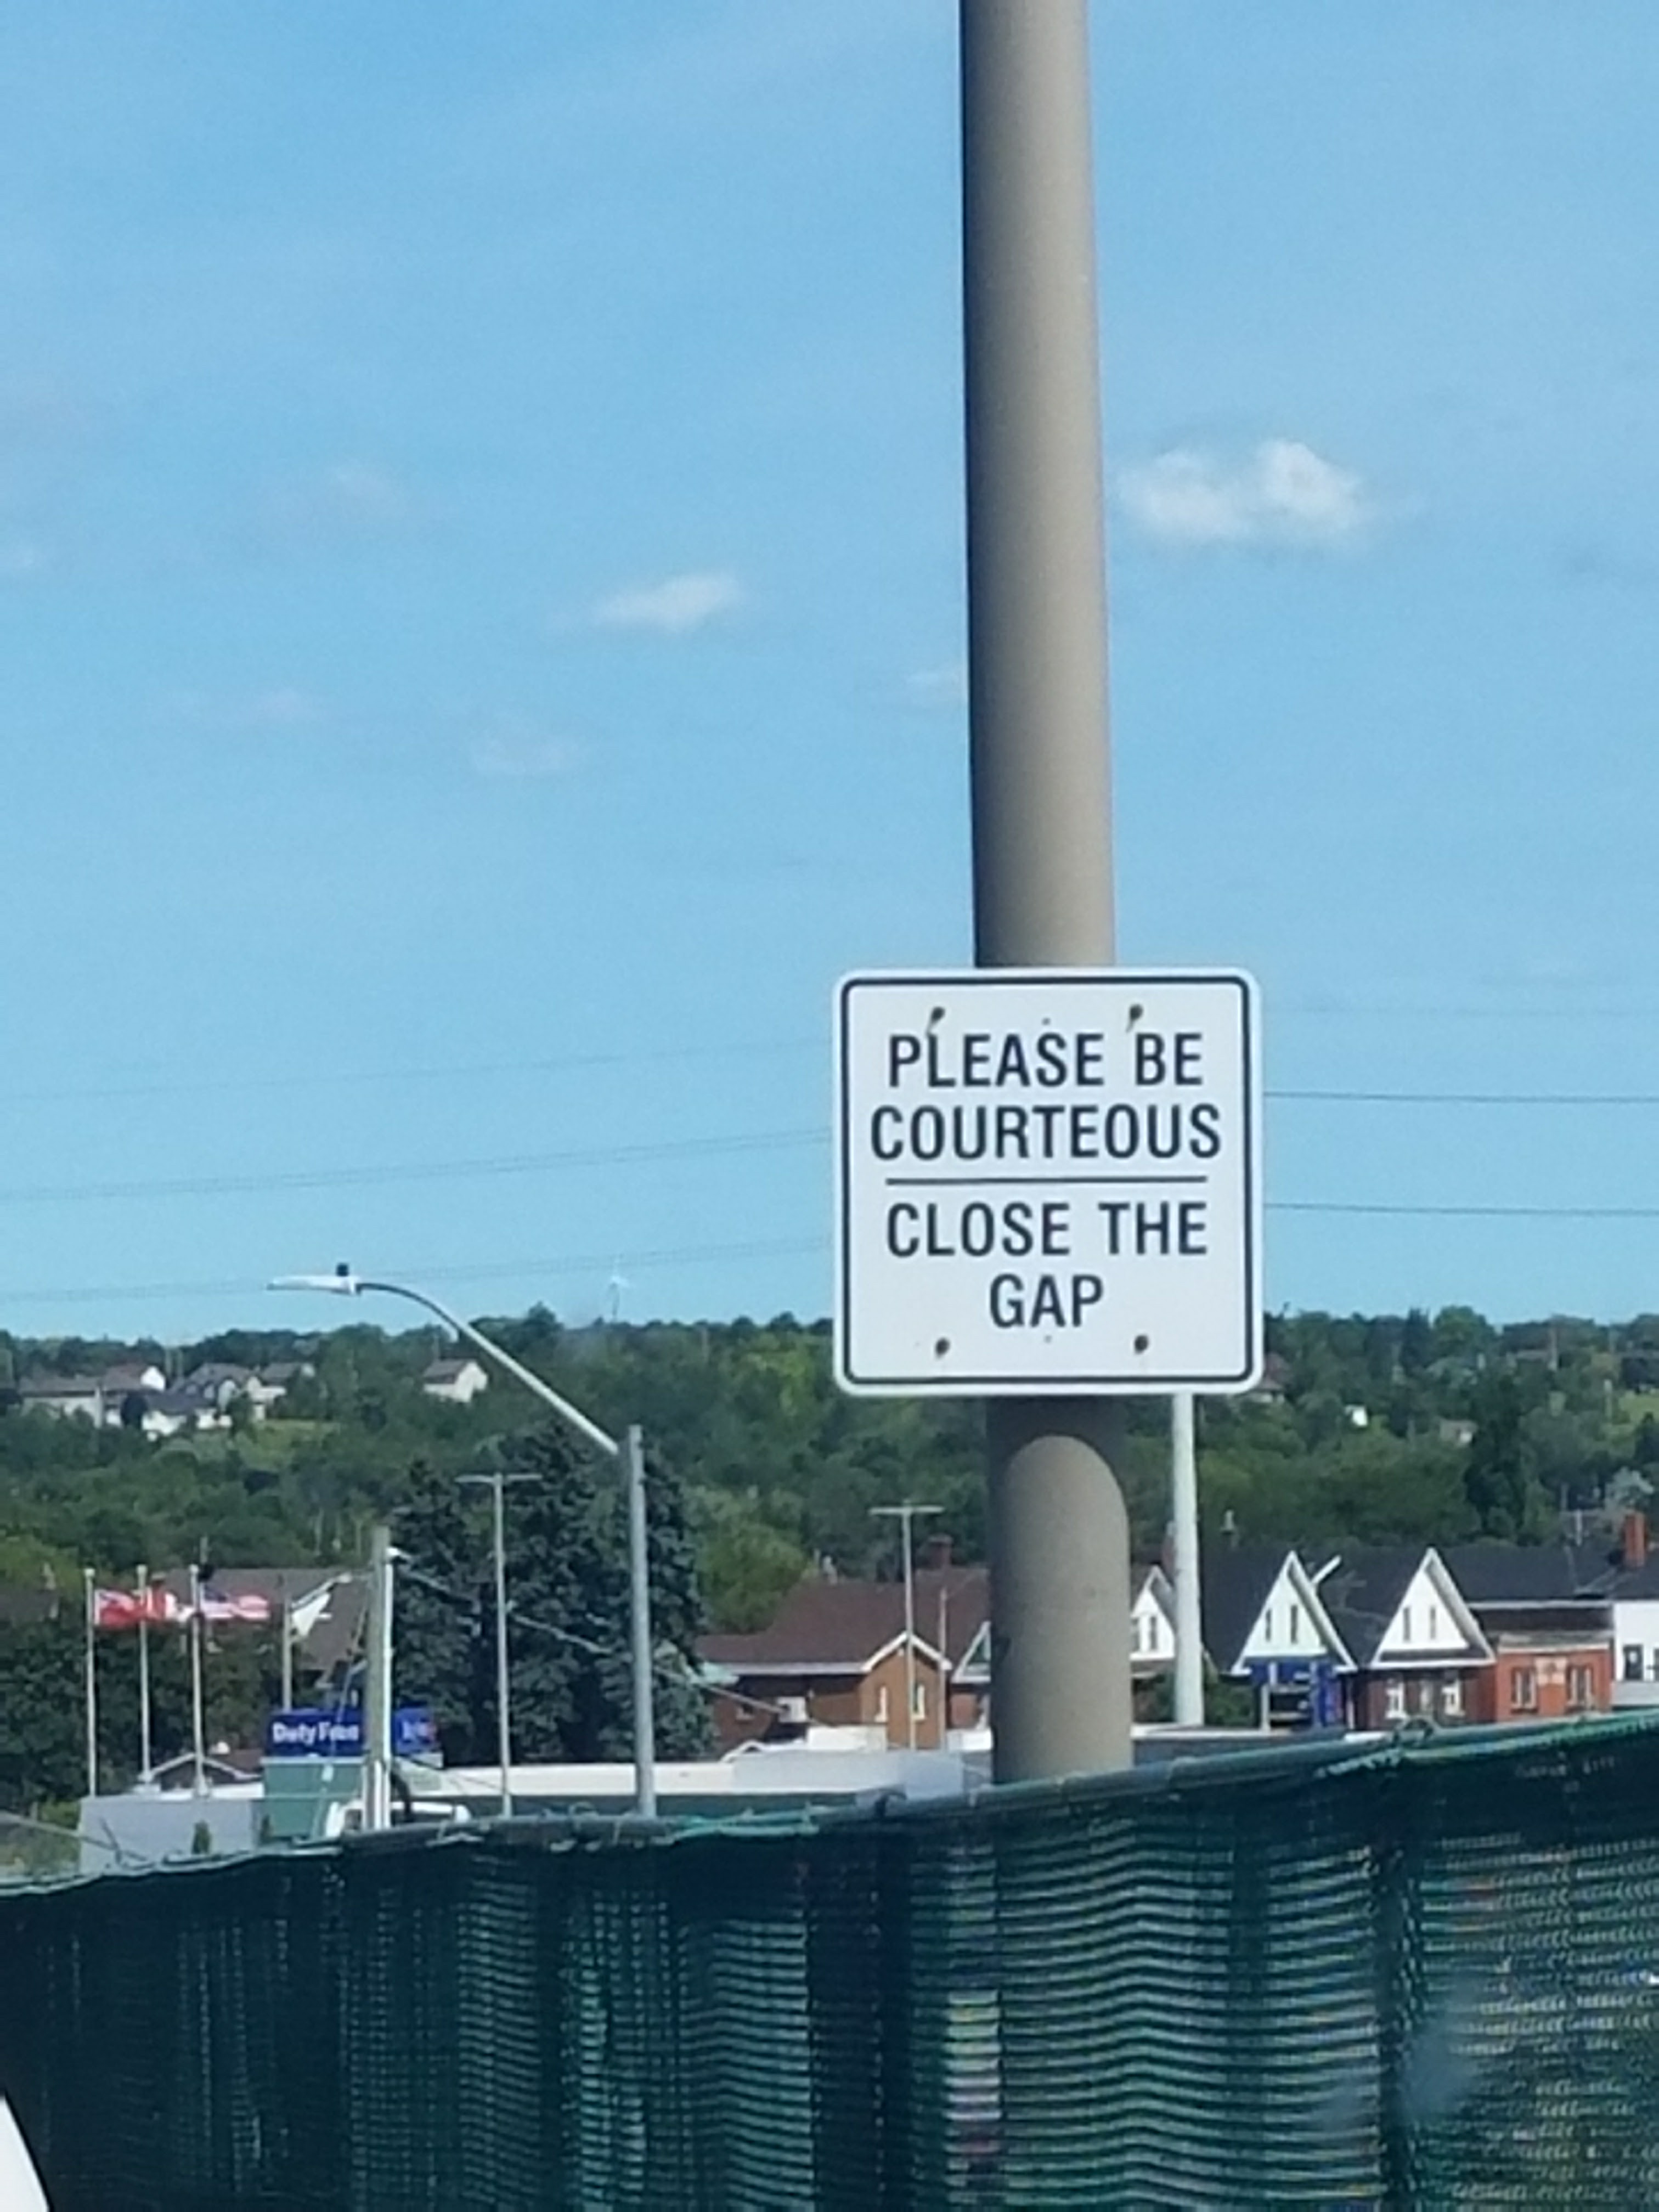 PLEASE BE
COURTEOUS
CLOSE THE
GAP
Duty Free